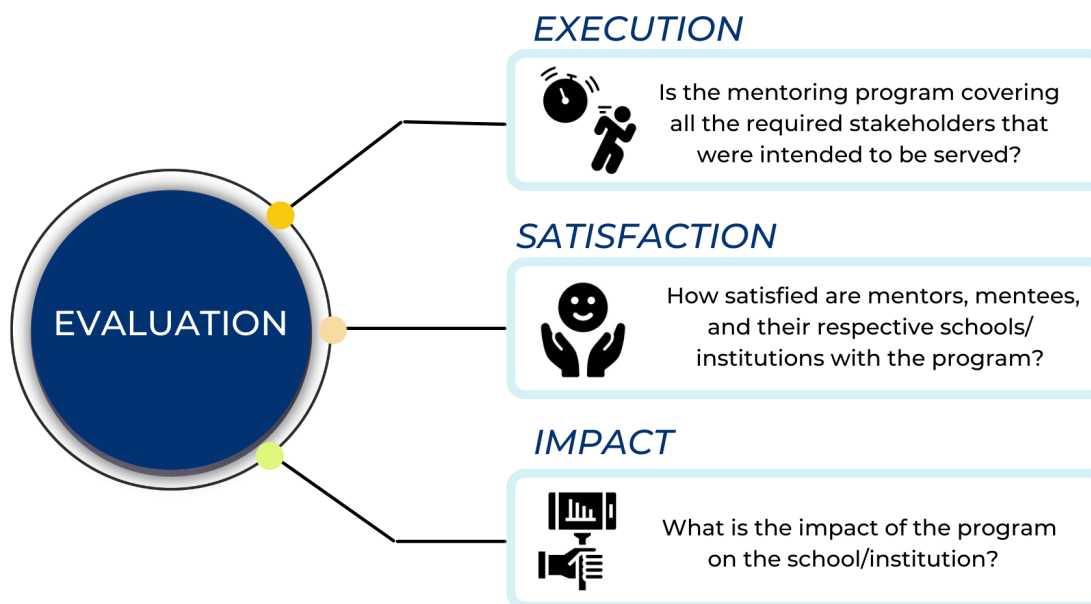 EXECUTION
Is the mentoring program covering
all the required stakeholders that
were intended to be served?
EVALUATION
SATISFACTION
How satisfied are mentors, mentees,
and their respective schools/
institutions with the program?
IMPACT
What is the impact of the program
on the school/institution?